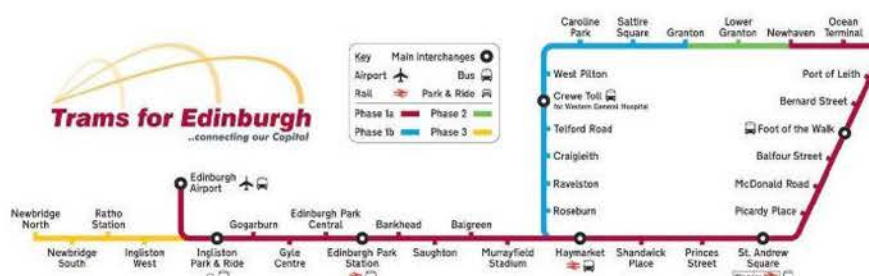 Trams for Edinburgh
...connecting our Capital
Key Main interchanges
Airport Bus
Rail Park & Ride
Phase 1a Phase 2
Phase 1b Phase 3
Caroline
Park
Saltire
Square
Granton
Lower
Granton
Newhaven
Ocean
Terminal
West Pilton
Crewe Toll
for Western General Hospital
Telford Road
Craigleith
Ravelston
Roseburn
Port of Leith
Bernard Street
Foot of the Walk
Balfour Street
McDonald Road
Picardy Place
Edinburgh
Airport
Newbridge
North
Newbridge
South
Ratho
Station
Ingliston
West
Ingliston
Park & Ride
Gogarburn
Gyle
Centre
Edinburgh Park
Central
Edinburgh Park
Station
Bankhead
Saughton
Balgreen
Murrayfield
Stadium
Haymarket
Shandwick
Place
Princes
Street
St. Andrew
Square